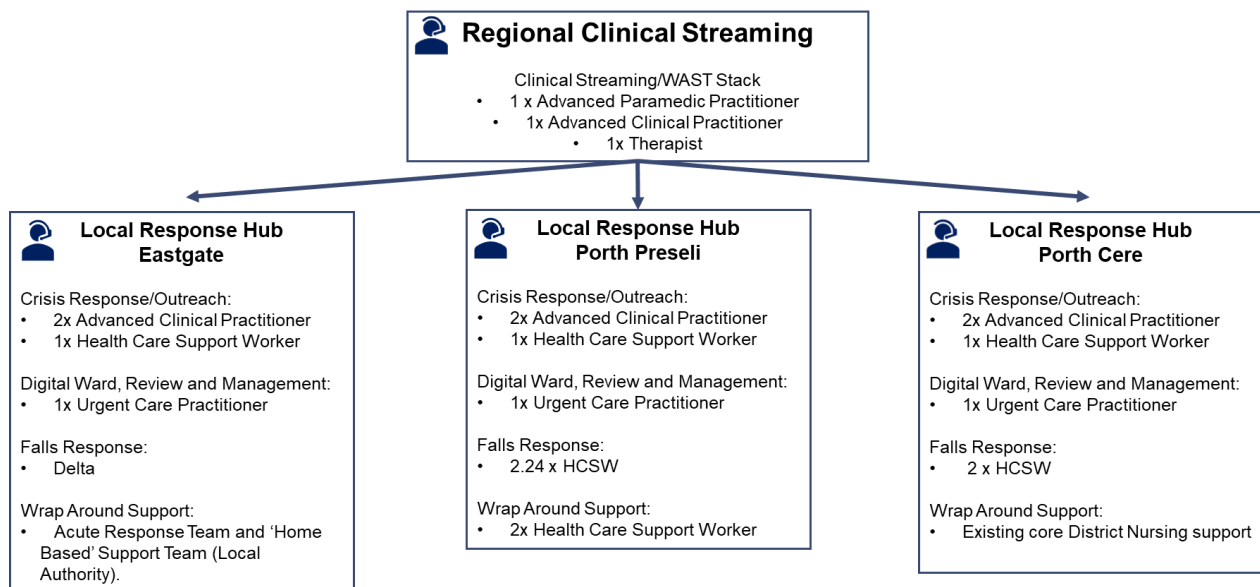 Regional Clinical Streaming
Clinical Streaming/WAST Stack
• 1 x Advanced Paramedic Practitioner
• 1x Advanced Clinical Practitioner
• 1x Therapist
Local Response Hub
Eastgate
Crisis Response/Outreach:
• 2x Advanced Clinical Practitioner
• 1x Health Care Support Worker
Digital Ward, Review and Management:
• 1x Urgent Care Practitioner
Falls Response:
• Delta
Wrap Around Support:
• Acute Response Team and ‘Home
Based’ Support Team (Local
Authority).
Local Response Hub
Porth Preseli
Crisis Response/Outreach:
• 2x Advanced Clinical Practitioner
• 1x Health Care Support Worker
Digital Ward, Review and Management:
• 1x Urgent Care Practitioner
Falls Response:
• 2.24 x HCSW
Wrap Around Support:
• 2x Health Care Support Worker
Local Response Hub
Porth Cere
Crisis Response/Outreach:
• 2x Advanced Clinical Practitioner
• 1x Health Care Support Worker
Digital Ward, Review and Management:
• 1x Urgent Care Practitioner
Falls Response:
• 2 x HCSW
Wrap Around Support:
• Existing core District Nursing support